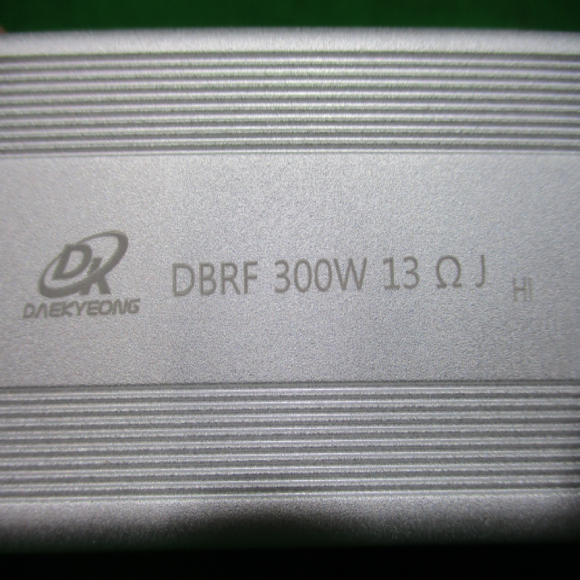 DK
DAEKYEONG
DBRF 300W 13 Ω J
HI